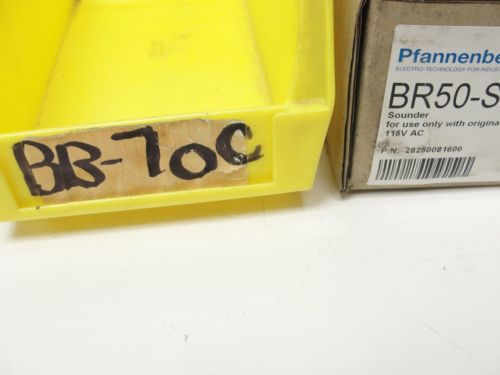 BB-70C
Pfannenbe
ELECTRO-TECHNOLOGY FOR INDUS
BR50-S
Sounder
for use only with origina
115V AC
P/N: 28250081600